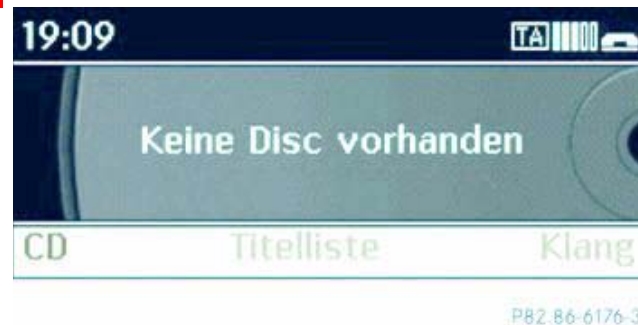 19:09 TA
Keine Disc vorhanden
CD Titelliste Klang
P82.86-6176-3